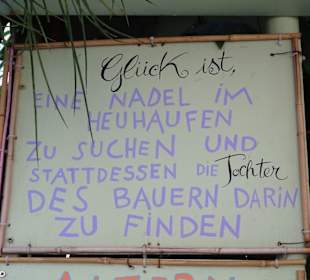 Glück ist,
EINE NADEL IM
HEUHAUFEN
ZU SUCHEN UND
STATTDESSEN DIE Tochter
DES BAUERN DARIN
ZU FINDEN